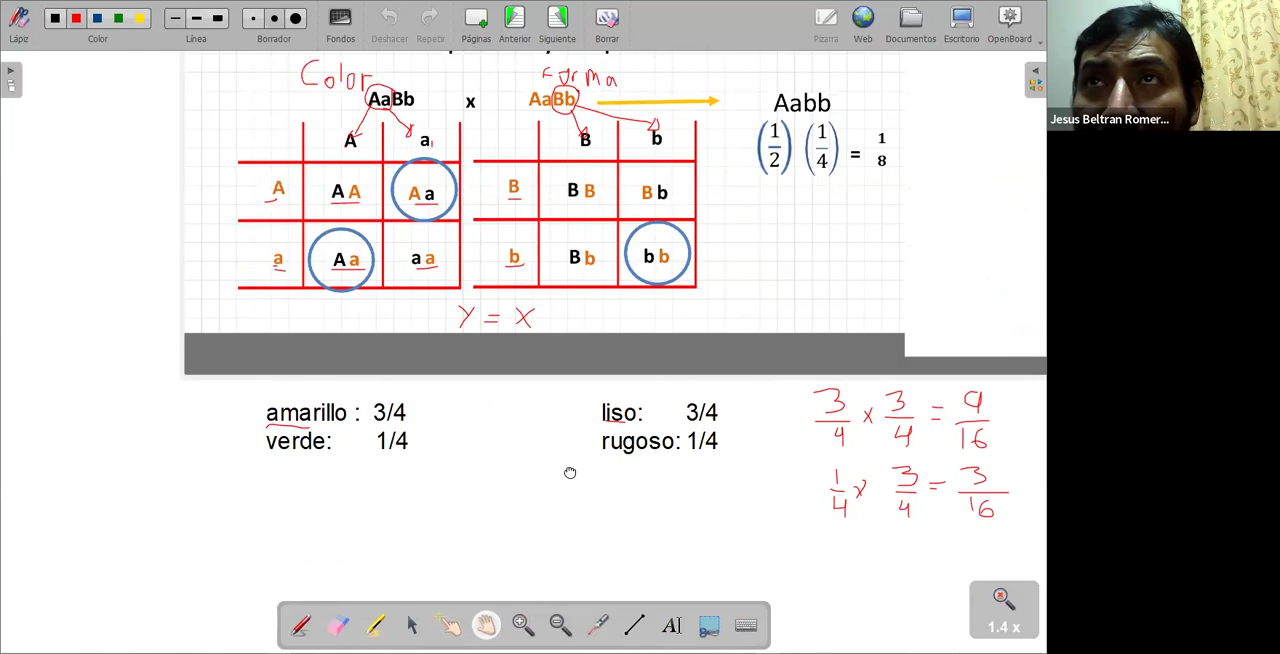 Lápiz Color Línea Borrador Fondos Deshacer Repetir Páginas Anterior Siguiente Borrar Pizarra Web Documentos Escritorio OpenBoard
Jesus Beltran Romer...
Color Forma
AaBb x AaBb Aabb
A a B b
(1/2) (1/4) = 1/8
A AA Aa B BB Bb
a Aa aa b Bb bb
Y = X
amarillo : 3/4 liso: 3/4
verde: 1/4 rugoso: 1/4
3/4 x 3/4 = 9/16
1/4 x 3/4 = 3/16
1.4 x